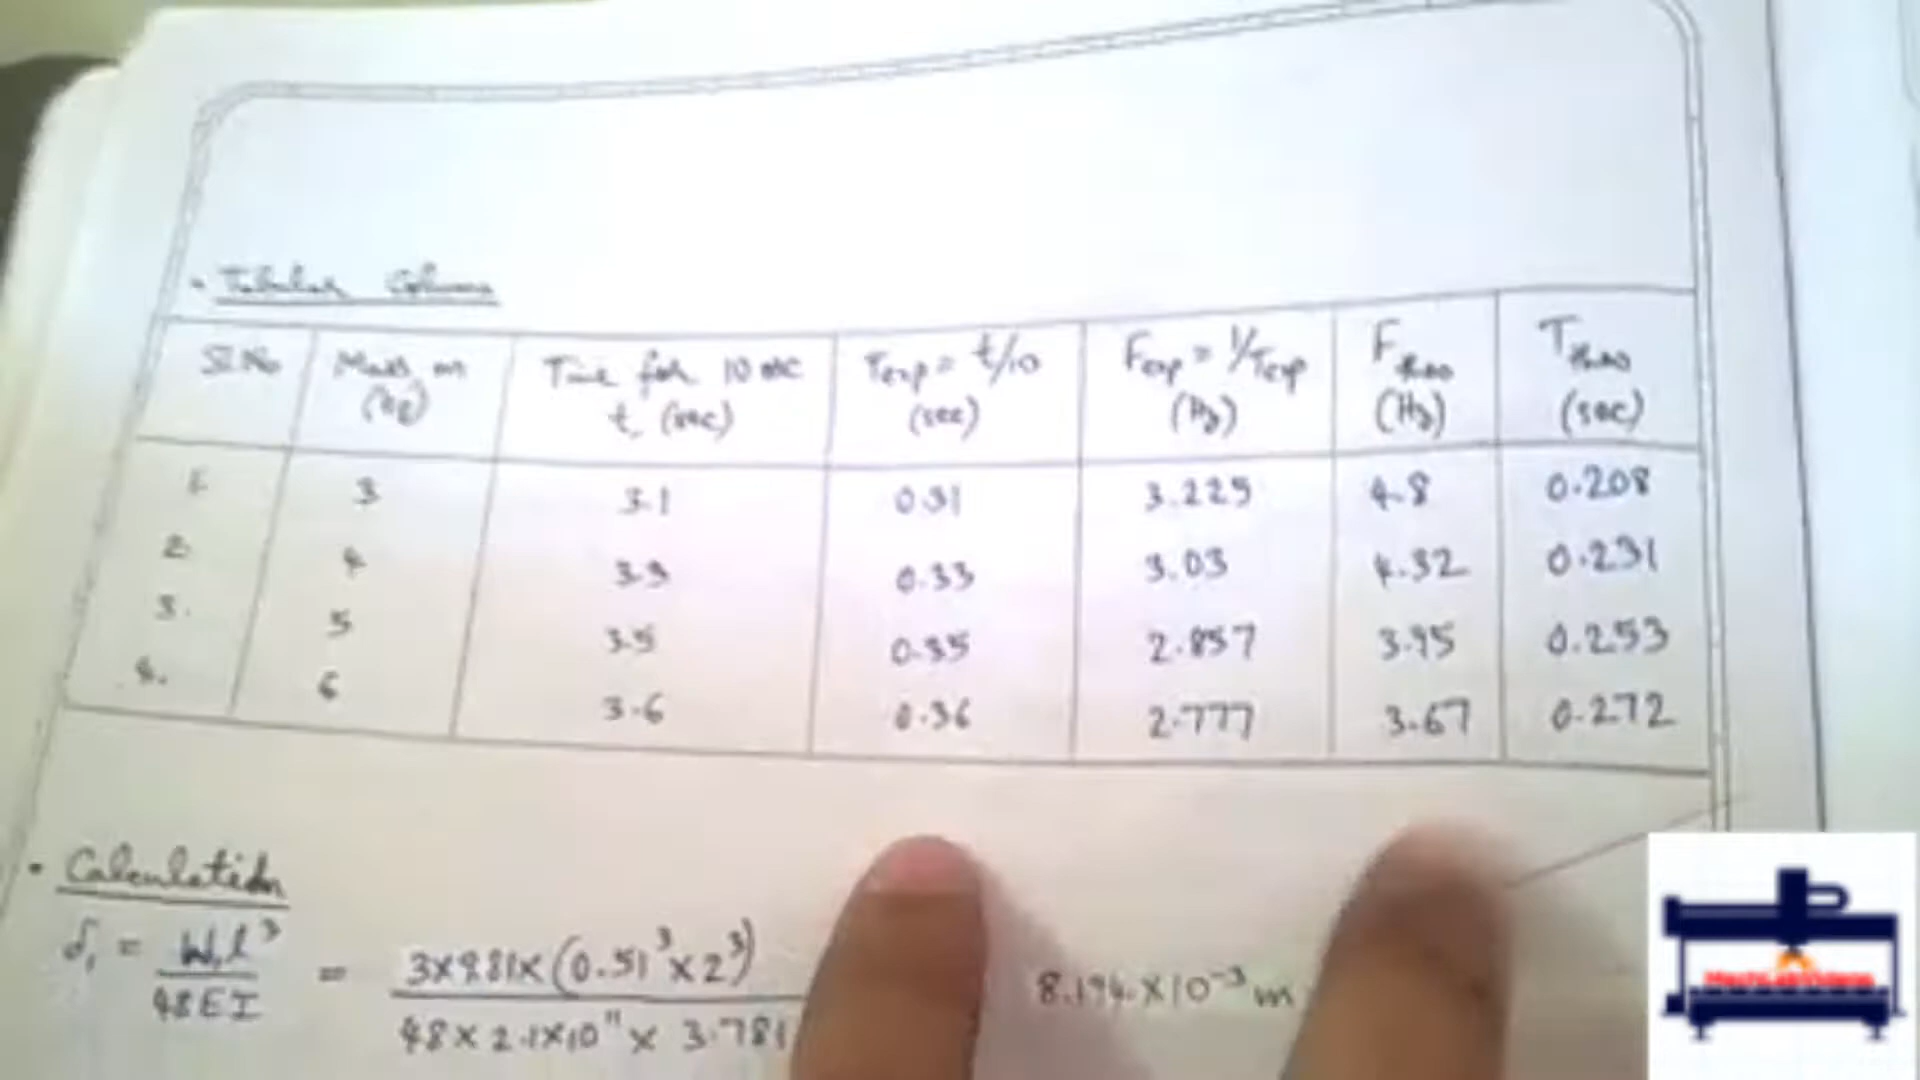 • Tabular Column
Sl.No Mass m (kg) Time for 10 osc t, (sec) Texp = t/10 (sec) Fexp = 1/Texp (Hz) Ftheo (Hz) Ttheo (sec)
1. 3 3.1 0.31 3.225 4.8 0.208
2. 4 3.3 0.33 3.03 4.32 0.231
3. 5 3.5 0.35 2.857 3.95 0.253
4. 6 3.6 0.36 2.777 3.67 0.272
• Calculation
δ₁ = W₁l³ / 48EI = 3×9.81×(0.51³×2³) / 48×2.1×10¹¹× 3.781 8.194×10⁻³ m